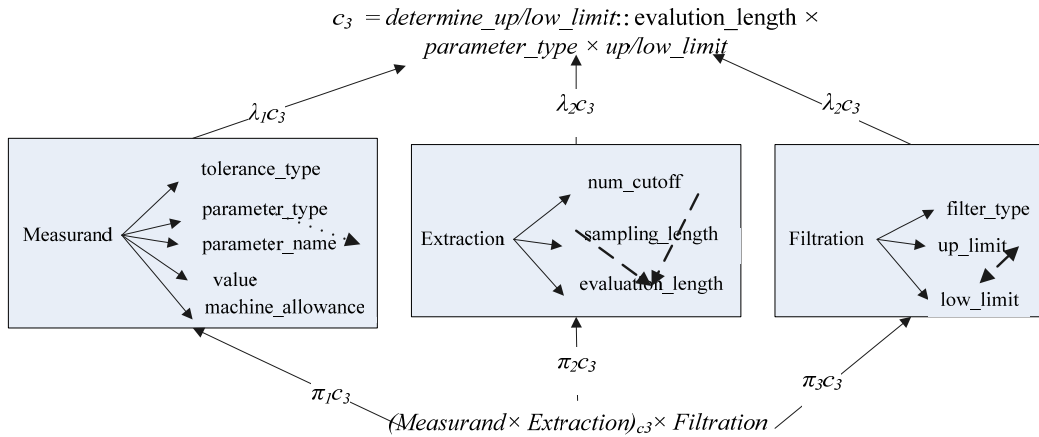 c3 = determine_up/low_limit:: evalution_length ×
parameter_type × up/low_limit
λ1c3
λ2c3
λ2c3
Measurand
tolerance_type
parameter_type
parameter_name
value
machine_allowance
Extraction
num_cutoff
sampling_length
evaluation_length
Filtration
filter_type
up_limit
low_limit
π1c3
π2c3
π3c3
(Measurand × Extraction)c3 × Filtration